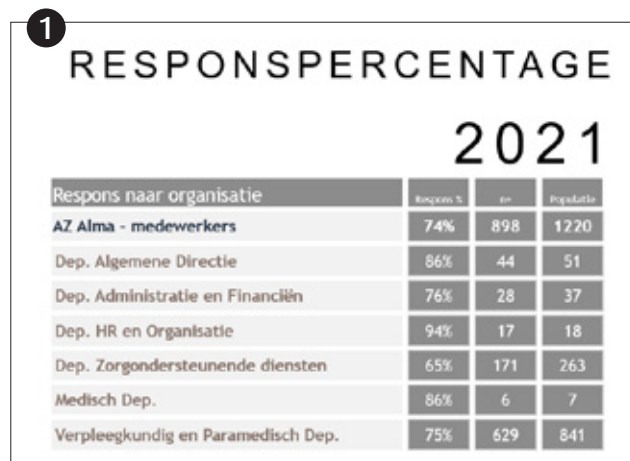 1
RESPONSPERCENTAGE
2021
Respons naar organisatie Respons % n= Populatie
AZ Alma - medewerkers 74% 898 1220
Dep. Algemene Directie 86% 44 51
Dep. Administratie en Financiën 76% 28 37
Dep. HR en Organisatie 94% 17 18
Dep. Zorgondersteunende diensten 65% 171 263
Medisch Dep. 86% 6 7
Verpleegkundig en Paramedisch Dep. 75% 629 841